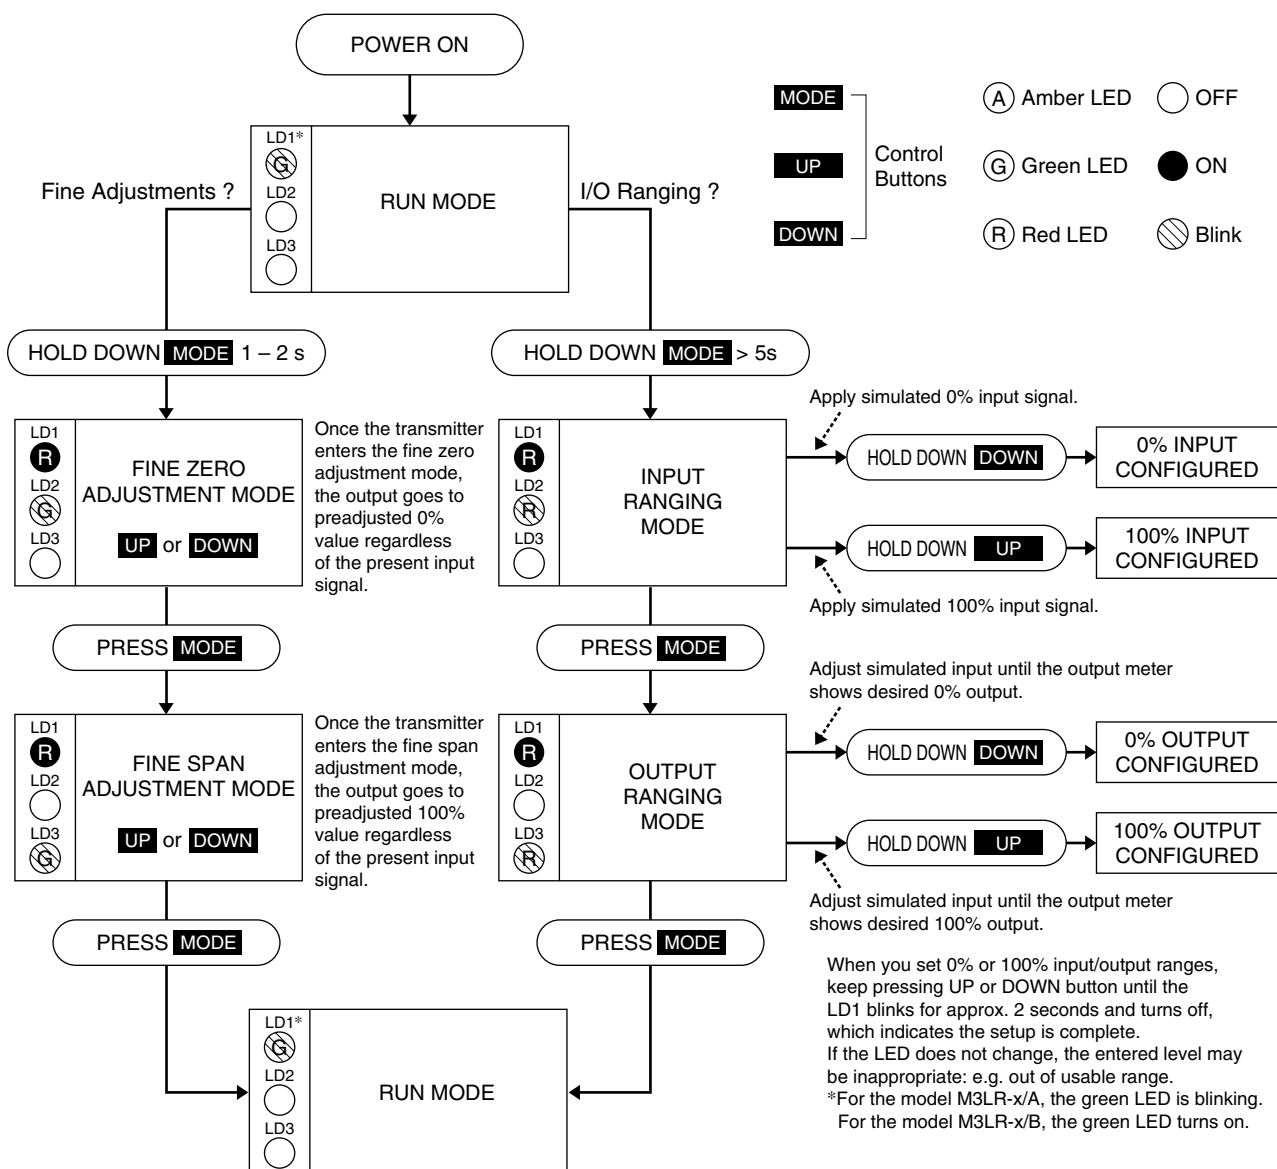 POWER ON
MODE
UP
DOWN
Control
Buttons
A Amber LED
G Green LED
R Red LED
OFF
ON
Blink
LD1*
G
LD2
LD3
RUN MODE
Fine Adjustments ?
I/O Ranging ?
HOLD DOWN MODE 1 – 2 s
HOLD DOWN MODE > 5s
LD1
R
LD2
G
LD3
FINE ZERO
ADJUSTMENT MODE
UP or DOWN
Once the transmitter
enters the fine zero
adjustment mode,
the output goes to
preadjusted 0%
value regardless
of the present input
signal.
LD1
R
LD2
R
LD3
INPUT
RANGING
MODE
Apply simulated 0% input signal.
HOLD DOWN DOWN
0% INPUT
CONFIGURED
HOLD DOWN UP
100% INPUT
CONFIGURED
Apply simulated 100% input signal.
PRESS MODE
PRESS MODE
LD1
R
LD2
LD3
G
FINE SPAN
ADJUSTMENT MODE
UP or DOWN
Once the transmitter
enters the fine span
adjustment mode,
the output goes to
preadjusted 100%
value regardless
of the present input
signal.
LD1
R
LD2
LD3
R
OUTPUT
RANGING
MODE
Adjust simulated input until the output meter
shows desired 0% output.
HOLD DOWN DOWN
0% OUTPUT
CONFIGURED
HOLD DOWN UP
100% OUTPUT
CONFIGURED
Adjust simulated input until the output meter
shows desired 100% output.
PRESS MODE
PRESS MODE
LD1*
G
LD2
LD3
RUN MODE
When you set 0% or 100% input/output ranges,
keep pressing UP or DOWN button until the
LD1 blinks for approx. 2 seconds and turns off,
which indicates the setup is complete.
If the LED does not change, the entered level may
be inappropriate: e.g. out of usable range.
*For the model M3LR-x/A, the green LED is blinking.
For the model M3LR-x/B, the green LED turns on.